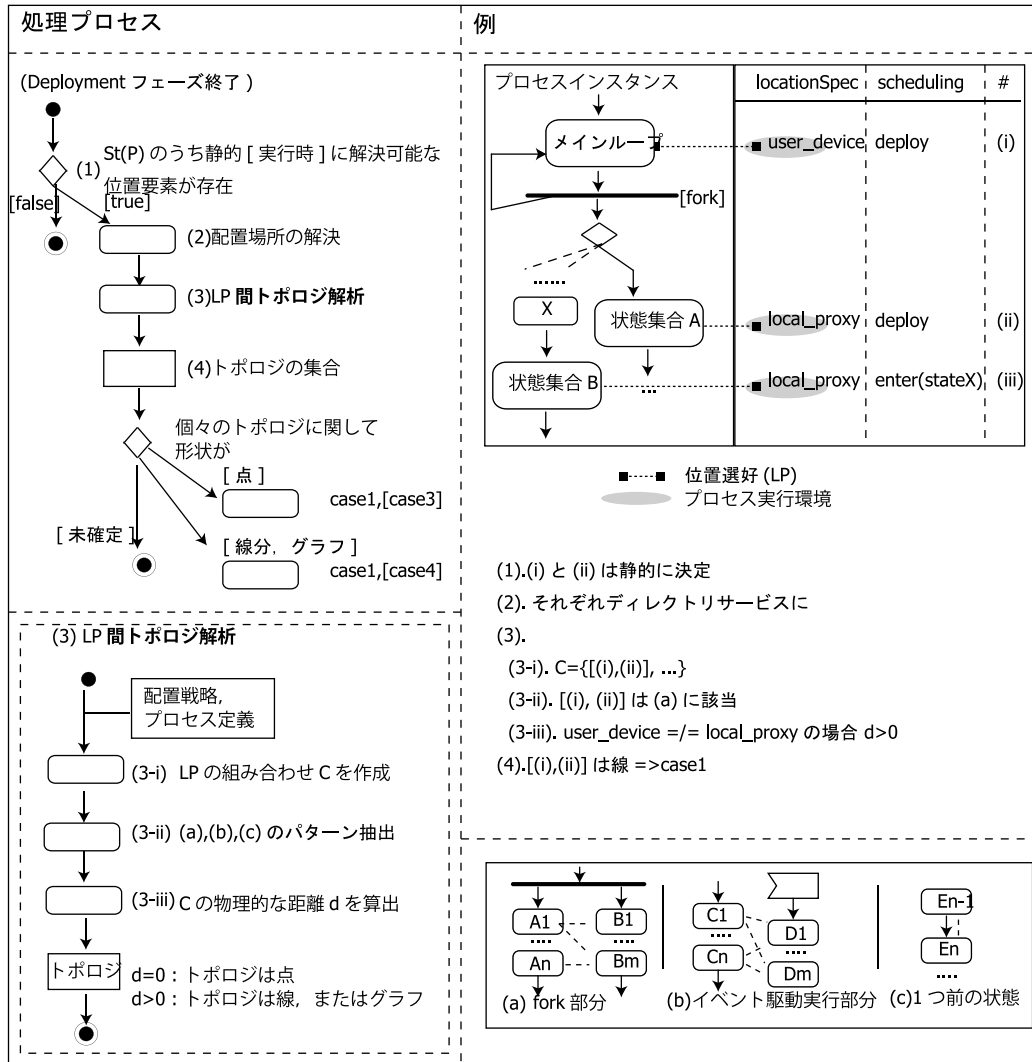 処理プロセス
(Deployment フェーズ終了 )
(1)
St(P) のうち静的 [ 実行時 ] に解決可能な
位置要素が存在
[false]
[true]
(2)配置場所の解決
(3)LP 間トポロジ解析
(4)トポロジの集合
個々のトポロジに関して
形状が
[ 点 ]
case1,[case3]
[ 未確定 ]
[ 線分, グラフ ]
case1,[case4]
(3) LP 間トポロジ解析
配置戦略,
プロセス定義
(3-i) LP の組み合わせ C を作成
(3-ii) (a),(b),(c) のパターン抽出
(3-iii) C の物理的な距離 d を算出
トポロジ
d=0 : トポロジは点
d>0 : トポロジは線, またはグラフ
例
プロセスインスタンス
locationSpec scheduling #
メインループ
user_device deploy (i)
[fork]
......
X
状態集合 A
local_proxy deploy (ii)
状態集合 B
...
local_proxy enter(stateX) (iii)
位置選好 (LP)
プロセス実行環境
(1).(i) と (ii) は静的に決定
(2). それぞれディレクトリサービスに
(3).
(3-i). C={[(i),(ii)], ...}
(3-ii). [(i), (ii)] は (a) に該当
(3-iii). user_device =/= local_proxy の場合 d>0
(4).[(i),(ii)] は線 =>case1
A1 B1
.... ....
An Bm
(a) fork 部分
C1
....
Cn
D1
....
Dm
(b)イベント駆動実行部分
En-1
En
....
(c)1 つ前の状態